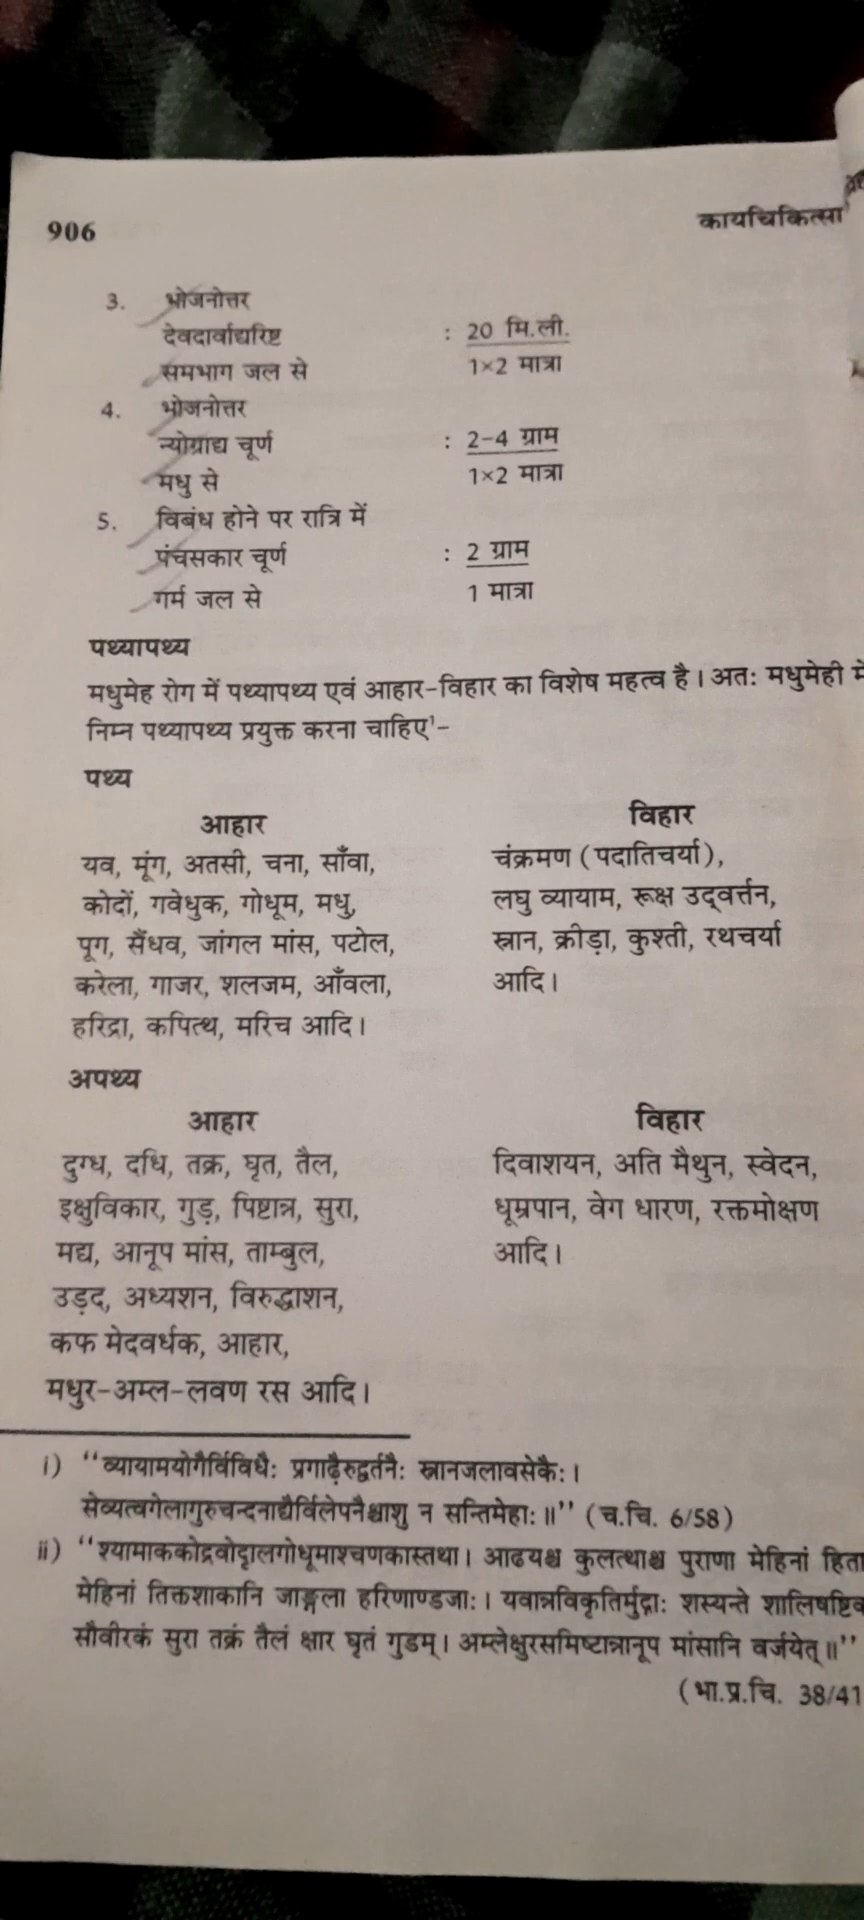 906
कायचिकित्सा
3. भोजनोत्तर
देवदार्वाद्यरिष्ट : 20 मि.ली.
समभाग जल से 1×2 मात्रा
4. भोजनोत्तर
न्योग्राद्य चूर्ण : 2-4 ग्राम
मधु से 1×2 मात्रा
5. विबंध होने पर रात्रि में
पंचसकार चूर्ण : 2 ग्राम
गर्म जल से 1 मात्रा
पथ्यापथ्य
मधुमेह रोग में पथ्यापथ्य एवं आहार-विहार का विशेष महत्व है। अतः मधुमेही में
निम्न पथ्यापथ्य प्रयुक्त करना चाहिए¹-
पथ्य
आहार
यव, मूंग, अतसी, चना, साँवा,
कोदों, गवेधुक, गोधूम, मधु,
पूग, सैंधव, जांगल मांस, पटोल,
करेला, गाजर, शलजम, आँवला,
हरिद्रा, कपित्थ, मरिच आदि।
विहार
चंक्रमण (पदातिचर्या),
लघु व्यायाम, रूक्ष उद्वर्त्तन,
स्नान, क्रीड़ा, कुश्ती, रथचर्या
आदि।
अपथ्य
आहार
दुग्ध, दधि, तक्र, घृत, तैल,
इक्षुविकार, गुड़, पिष्टान्न, सुरा,
मद्य, आनूप मांस, ताम्बुल,
उड़द, अध्यशन, विरुद्धाशन,
कफ मेदवर्धक, आहार,
मधुर-अम्ल-लवण रस आदि।
विहार
दिवाशयन, अति मैथुन, स्वेदन,
धूम्रपान, वेग धारण, रक्तमोक्षण
आदि।
i) "व्यायामयोगैर्विविधैः प्रगाढ़ैरुद्वर्तनैः स्नानजलावसेकैः।
सेव्यत्वगेलागुरुचन्दनाद्यैर्विलेपनैश्चाशु न सन्तिमेहाः॥" (च.चि. 6/58)
ii) "श्यामाककोद्रवोद्दालगोधूमाश्चणकास्तथा। आढयश्च कुलत्थाश्च पुराणा मेहिनां हिता
मेहिनां तिक्तशाकानि जाङ्गला हरिणाण्डजाः। यवान्नविकृतिर्मुद्गाः शस्यन्ते शालिषष्टिक
सौवीरकं सुरा तक्रं तैलं क्षार घृतं गुडम्। अम्लेक्षुरसमिष्टान्नानूप मांसानि वर्जयेत्॥"
(भा.प्र.चि. 38/41